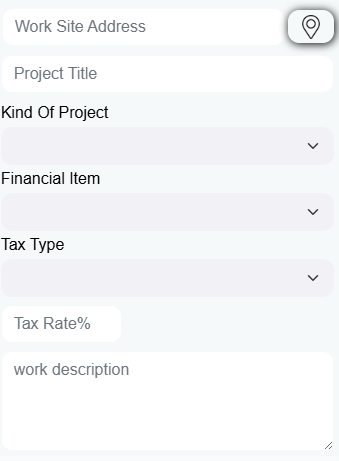 Work Site Address
Project Title
Kind Of Project
Financial Item
Tax Type
Tax Rate%
work description